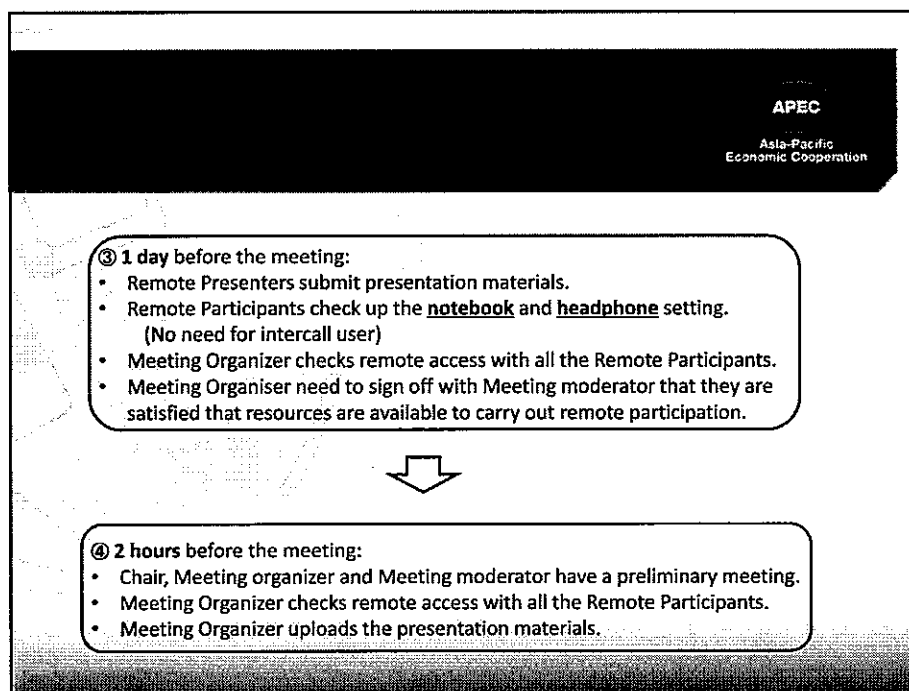 APEC
Asia-Pacific
Economic Cooperation
③ 1 day before the meeting:
• Remote Presenters submit presentation materials.
• Remote Participants check up the notebook and headphone setting.
(No need for intercall user)
• Meeting Organizer checks remote access with all the Remote Participants.
• Meeting Organiser need to sign off with Meeting moderator that they are
satisfied that resources are available to carry out remote participation.
④ 2 hours before the meeting:
• Chair, Meeting organizer and Meeting moderator have a preliminary meeting.
• Meeting Organizer checks remote access with all the Remote Participants.
• Meeting Organizer uploads the presentation materials.